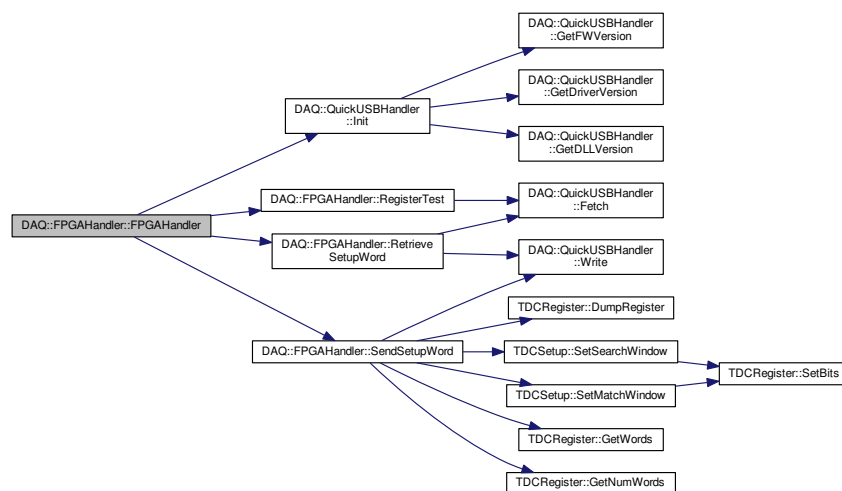 DAQ::QuickUSBHandler
::GetFWVersion
DAQ::QuickUSBHandler
::GetDriverVersion
DAQ::QuickUSBHandler
::Init
DAQ::QuickUSBHandler
::GetDLLVersion
DAQ::FPGAHandler::RegisterTest
DAQ::QuickUSBHandler
::Fetch
DAQ::FPGAHandler::FPGAHandler
DAQ::FPGAHandler::Retrieve
SetupWord
DAQ::QuickUSBHandler
::Write
TDCRegister::DumpRegister
DAQ::FPGAHandler::SendSetupWord
TDCSetup::SetSearchWindow
TDCRegister::SetBits
TDCSetup::SetMatchWindow
TDCRegister::GetWords
TDCRegister::GetNumWords